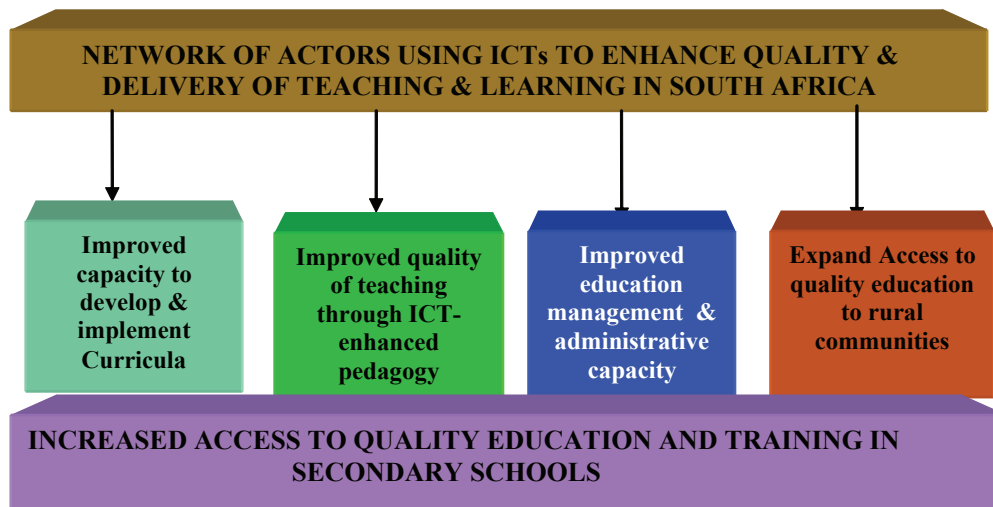 NETWORK OF ACTORS USING ICTs TO ENHANCE QUALITY &
DELIVERY OF TEACHING & LEARNING IN SOUTH AFRICA
Improved
capacity to
develop &
implement
Curricula
Improved quality
of teaching
through ICT-
enhanced
pedagogy
Improved
education
management &
administrative
capacity
Expand Access to
quality education
to rural
communities
INCREASED ACCESS TO QUALITY EDUCATION AND TRAINING IN
SECONDARY SCHOOLS